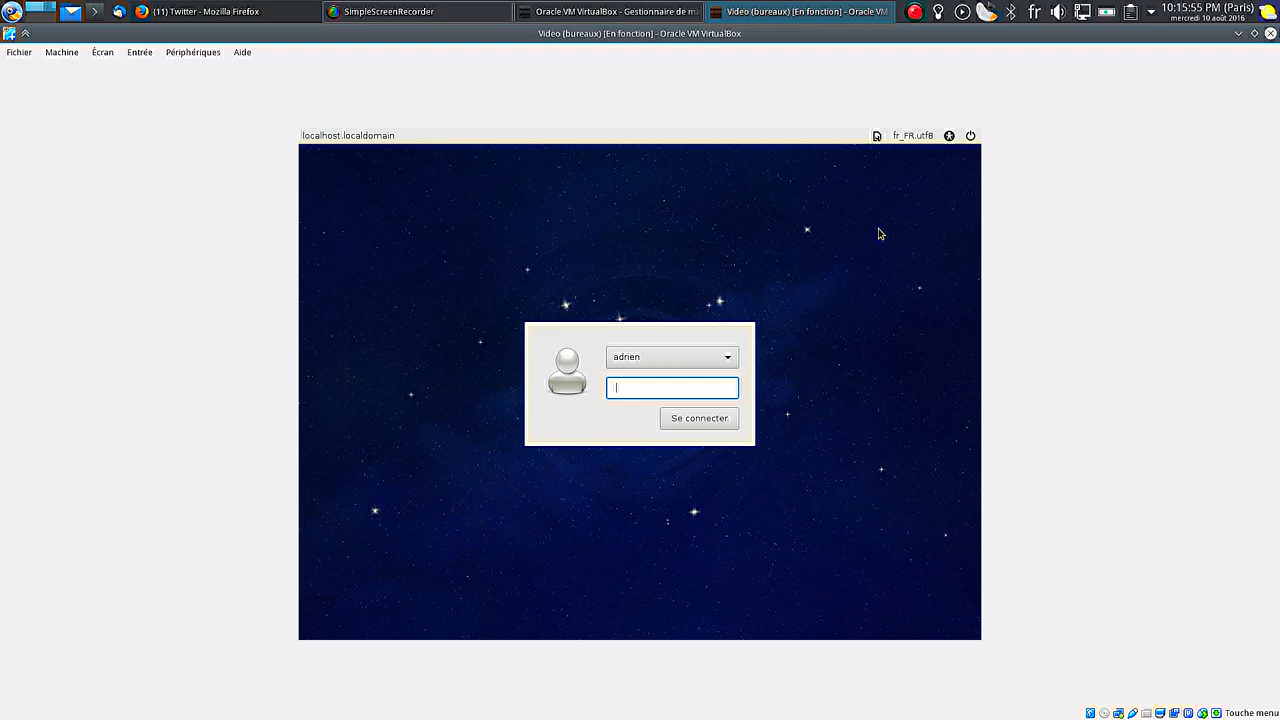 (11) Twitter - Mozilla Firefox
SimpleScreenRecorder
Oracle VM VirtualBox - Gestionnaire de m
Video (bureaux) [En fonction] - Oracle VM
fr
10:15:55 PM (Paris)
mercredi 10 août 2016
Video (bureaux) [En fonction] - Oracle VM VirtualBox
Fichier Machine Écran Entrée Périphériques Aide
localhost.localdomain
fr_FR.utf8
adrien
Se connecter
Touche menu